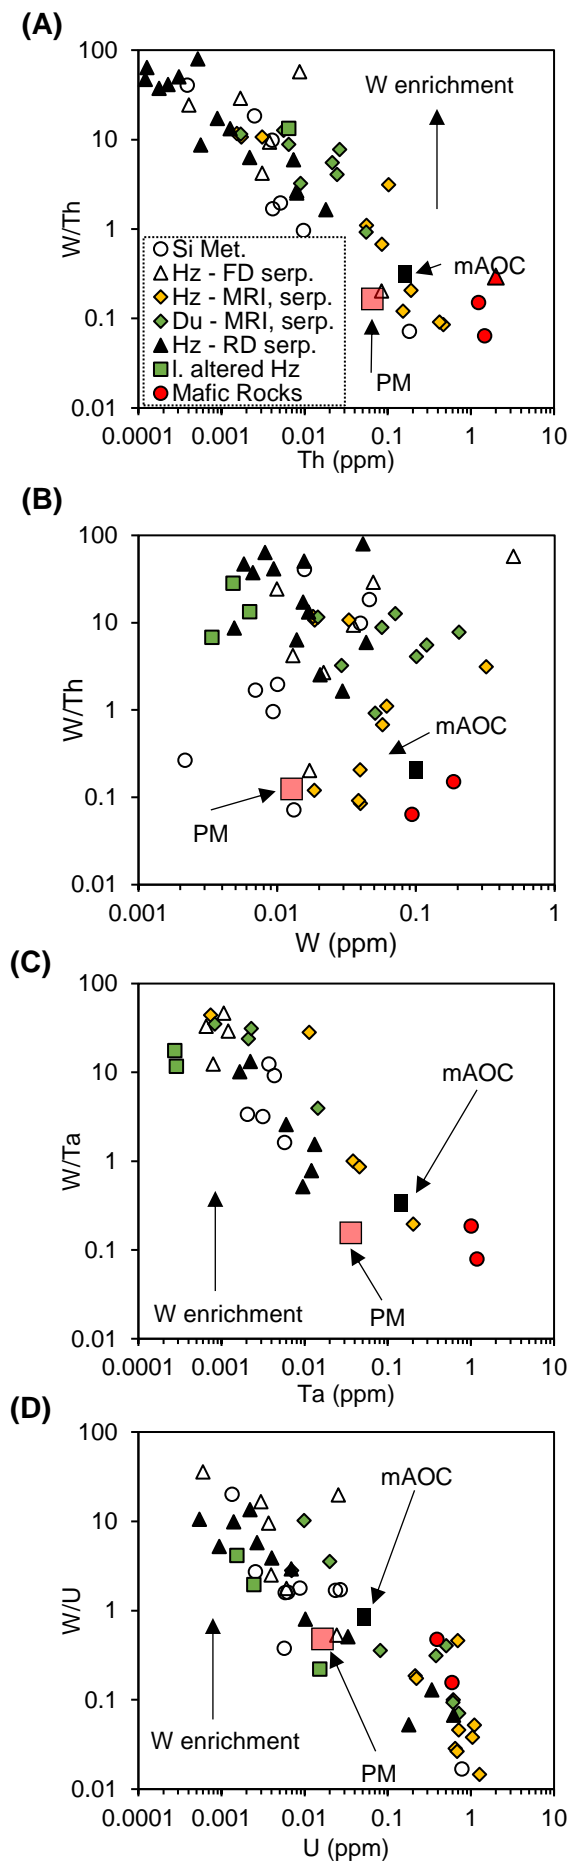 (A)
100
10
1
0.1
0.01
W/Th
W enrichment
mAOC
PM
Si Met.
Hz - FD serp.
Hz - MRI, serp.
Du - MRI, serp.
Hz - RD serp.
l. altered Hz
Mafic Rocks
0.0001 0.001 0.01 0.1 1 10
Th (ppm)
(B)
100
10
1
0.1
0.01
W/Th
mAOC
PM
0.001 0.01 0.1 1
W (ppm)
(C)
100
10
1
0.1
0.01
W/Ta
mAOC
W enrichment
PM
0.0001 0.001 0.01 0.1 1 10
Ta (ppm)
(D)
100
10
1
0.1
0.01
W/U
mAOC
W enrichment
PM
0.0001 0.001 0.01 0.1 1 10
U (ppm)